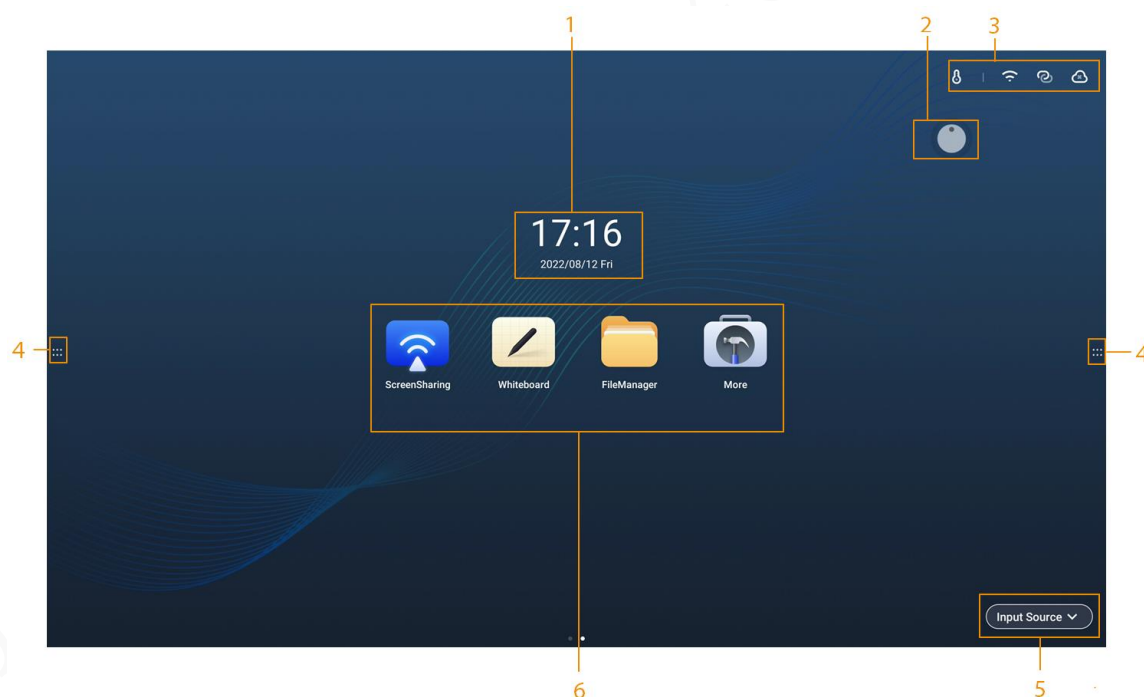 1
2
3
17:16
2022/08/12 Fri
4
4
ScreenSharing
Whiteboard
FileManager
More
Input Source
6
5